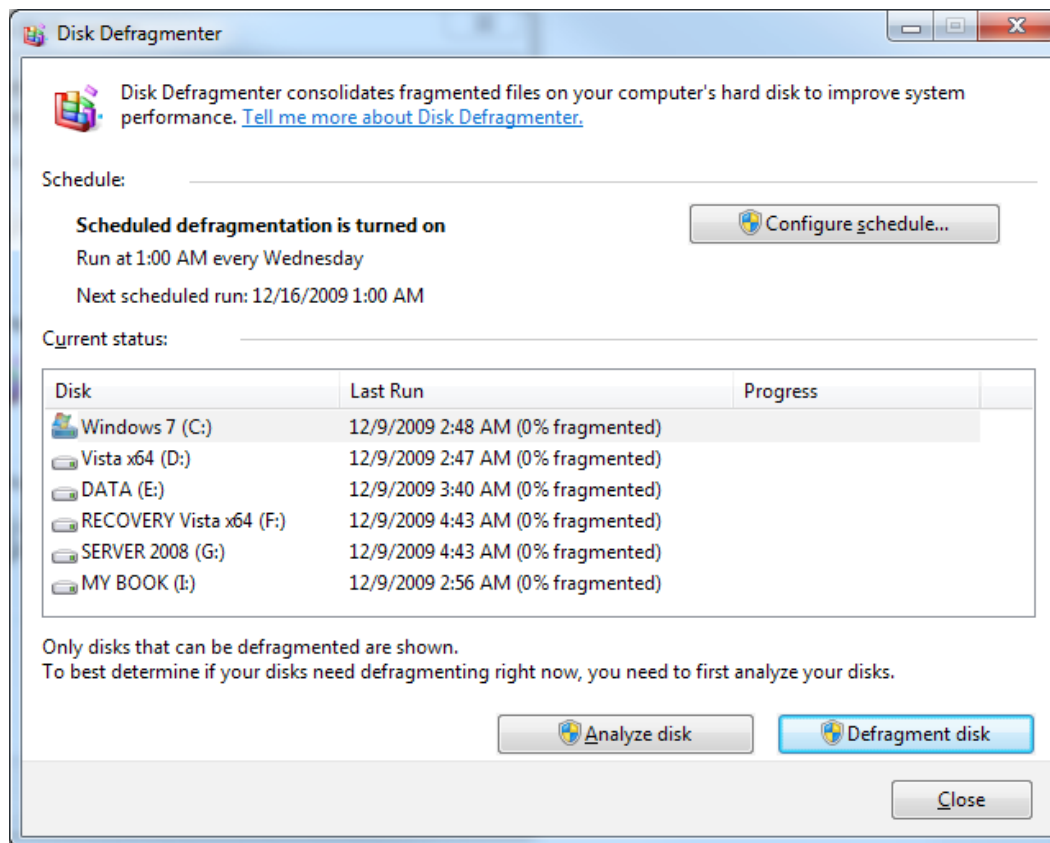 Disk Defragmenter
Disk Defragmenter consolidates fragmented files on your computer's hard disk to improve system
performance. Tell me more about Disk Defragmenter.
Schedule:
Scheduled defragmentation is turned on
Configure schedule...
Run at 1:00 AM every Wednesday
Next scheduled run: 12/16/2009 1:00 AM
Current status:
Disk Last Run Progress
Windows 7 (C:) 12/9/2009 2:48 AM (0% fragmented)
Vista x64 (D:) 12/9/2009 2:47 AM (0% fragmented)
DATA (E:) 12/9/2009 3:40 AM (0% fragmented)
RECOVERY Vista x64 (F:) 12/9/2009 4:43 AM (0% fragmented)
SERVER 2008 (G:) 12/9/2009 4:43 AM (0% fragmented)
MY BOOK (I:) 12/9/2009 2:56 AM (0% fragmented)
Only disks that can be defragmented are shown.
To best determine if your disks need defragmenting right now, you need to first analyze your disks.
Analyze disk Defragment disk
Close